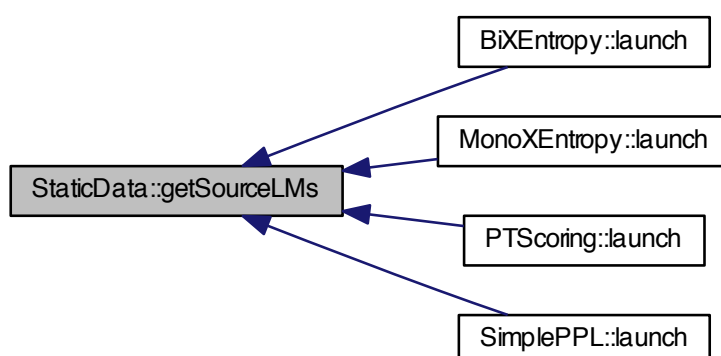 BiXEntropy::launch
MonoXEntropy::launch
StaticData::getSourceLMs
PTScoring::launch
SimplePPL::launch